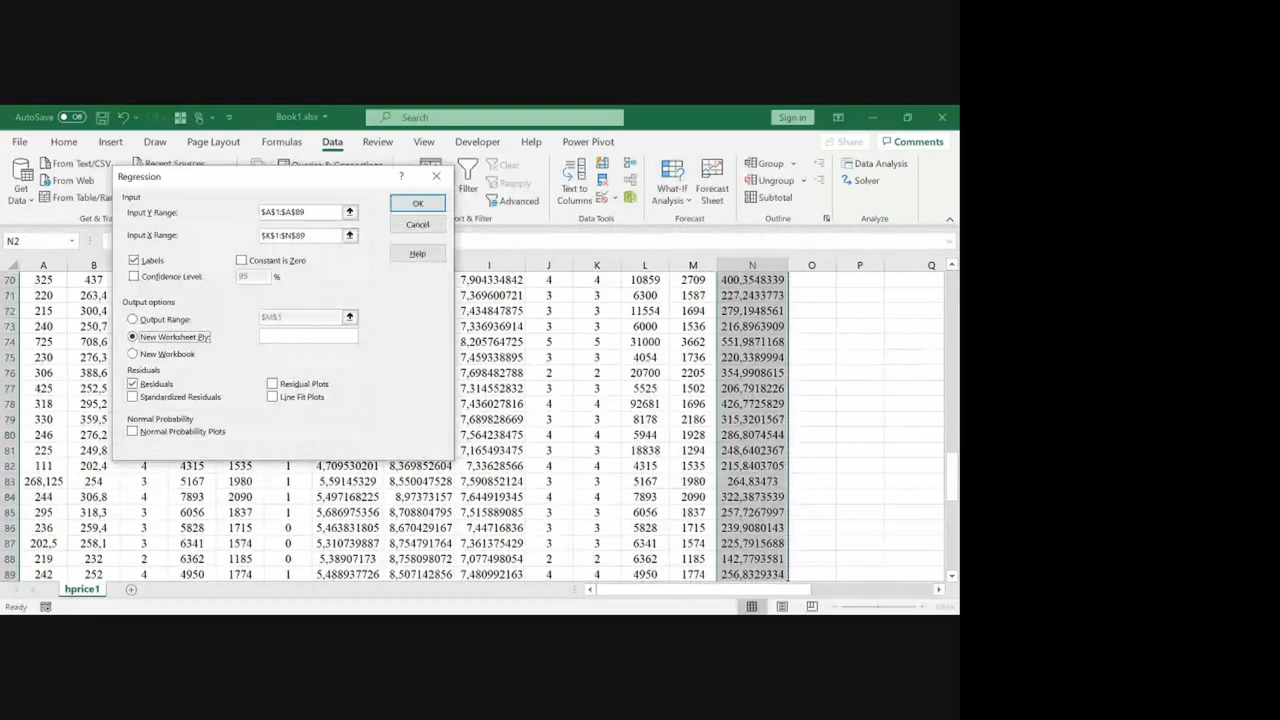 AutoSave Off Book1.xlsx Search Sign in
File Home Insert Draw Page Layout Formulas Data Review View Developer Help Power Pivot Share Comments
From Text/CSV Recent Sources Queries & Connections Clear Group Data Analysis
Get Data From Web Filter Reapply Text to Columns What-If Analysis Forecast Sheet Ungroup Solver
From Table/Ran Advanced Subtotal
Get & Tra t & Filter Data Tools Forecast Outline Analyze
N2
Regression ?
Input
Input Y Range: $A$1:$A$89 OK
Input X Range: $K$1:$N$89 Cancel
Labels Constant is Zero Help
Confidence Level: 95 %
Output options
Output Range: $M$1
New Worksheet Ply:
New Workbook
Residuals
Residuals Residual Plots
Standardized Residuals Line Fit Plots
Normal Probability
Normal Probability Plots
A B I J K L M N O P Q
70 325 437 7,904334842 4 4 10859 2709 400,3548339
71 220 263,4 7,369600721 3 3 6300 1587 227,2433773
72 215 300,4 7,434847875 3 3 11554 1694 279,1948561
73 240 250,7 7,336936914 3 3 6000 1536 216,8963909
74 725 708,6 8,205764725 5 5 31000 3662 551,9871168
75 230 276,3 7,459338895 3 3 4054 1736 220,3389994
76 306 388,6 7,698482788 2 2 20700 2205 354,9908615
77 425 252,5 7,314552832 3 3 5525 1502 206,7918226
78 318 295,2 7,436027816 4 4 92681 1696 426,7725829
79 330 359,5 7,689828669 3 3 8178 2186 315,3201567
80 246 276,2 7,564238475 4 4 5944 1928 286,8074544
81 225 249,8 7,165493475 3 3 18838 1294 248,6402367
82 111 202,4 4 4315 1535 1 4,709530201 8,369852604 7,33628566 4 4 4315 1535 215,8403705
83 268,125 254 3 5167 1980 1 5,59145329 8,550047528 7,590852124 3 3 5167 1980 264,83473
84 244 306,8 4 7893 2090 1 5,497168225 8,97373157 7,644919345 4 4 7893 2090 322,3873539
85 295 318,3 3 6056 1837 1 5,686975356 8,708804795 7,515889085 3 3 6056 1837 257,7267997
86 236 259,4 3 5828 1715 0 5,463831805 8,670429167 7,44716836 3 3 5828 1715 239,9080143
87 202,5 258,1 3 6341 1574 0 5,310739887 8,754791764 7,361375429 3 3 6341 1574 225,7915688
88 219 232 2 6362 1185 0 5,38907173 8,758098072 7,077498054 2 2 6362 1185 142,7793581
89 242 252 4 4950 1774 1 5,488937726 8,507142856 7,480992163 4 4 4950 1774 256,8329334
hprice1
Ready